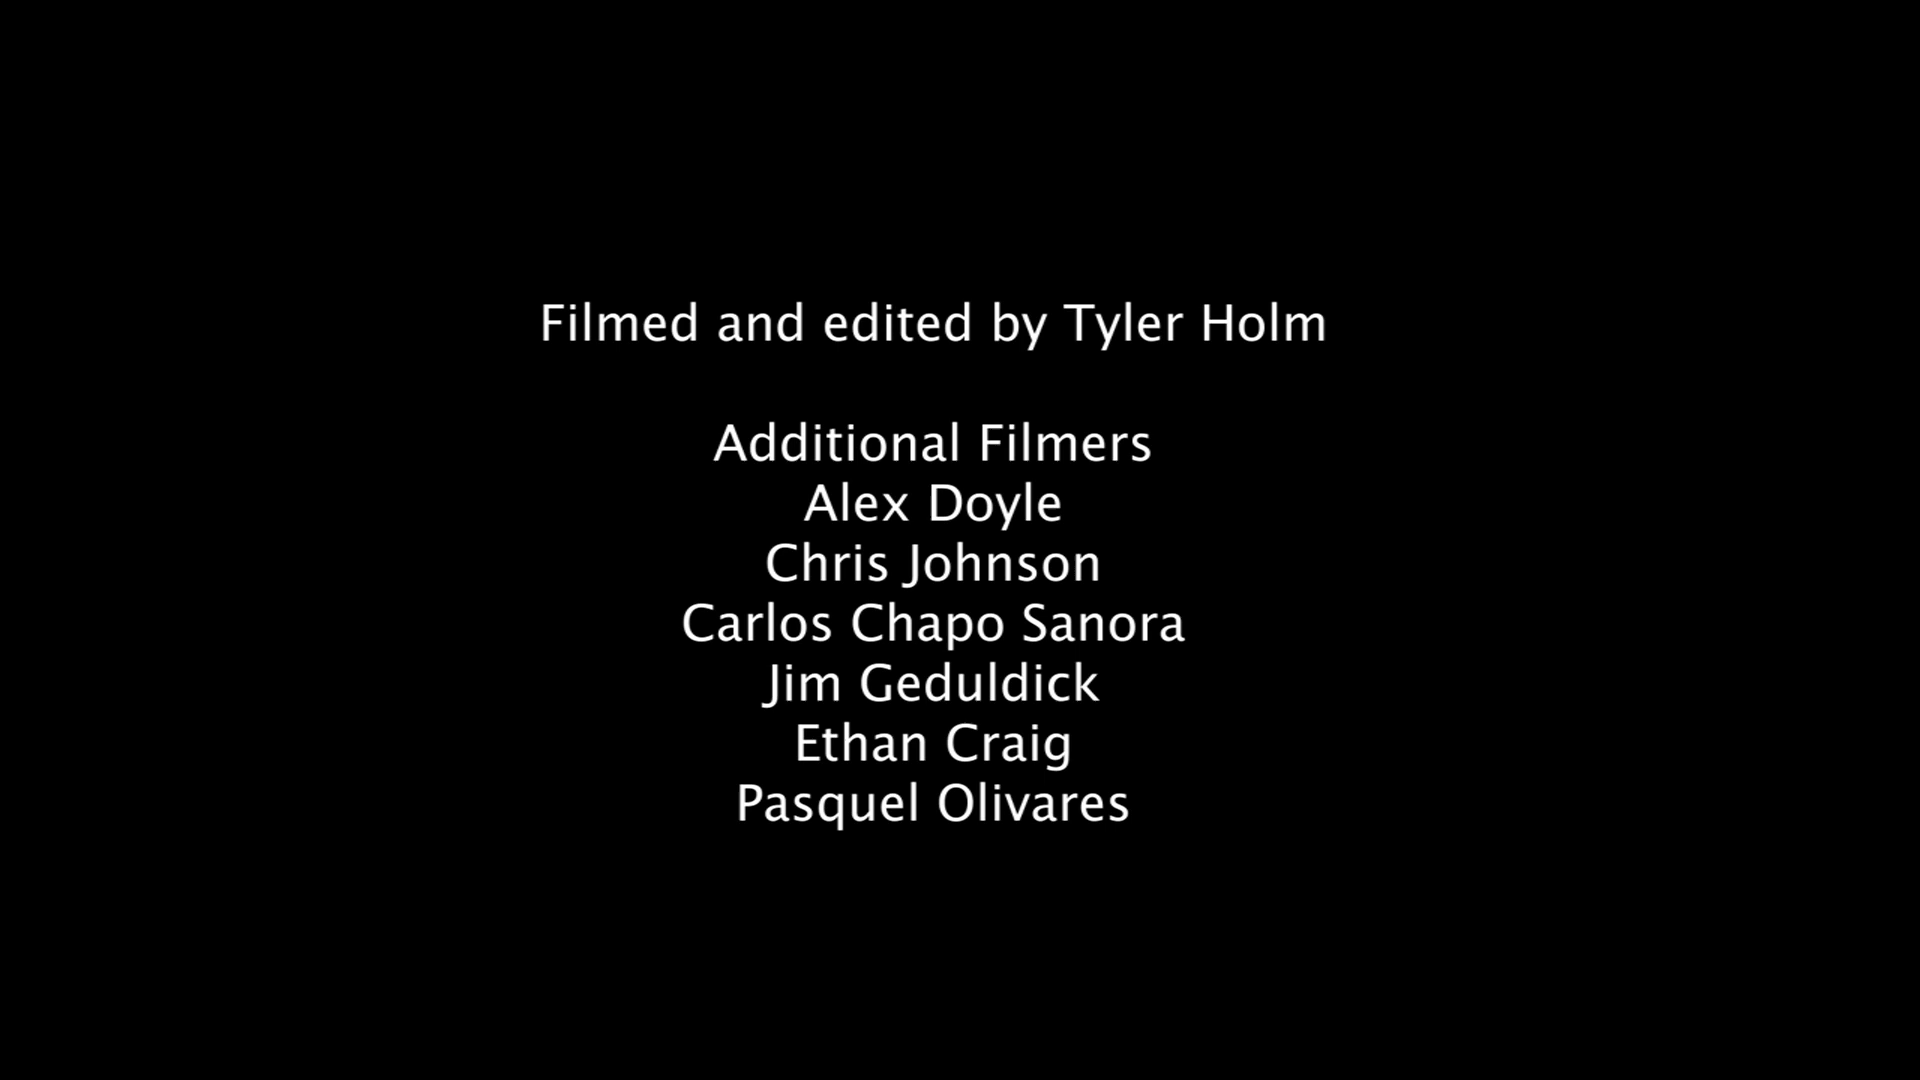 Filmed and edited by Tyler Holm
Additional Filmers
Alex Doyle
Chris Johnson
Carlos Chapo Sanora
Jim Geduldick
Ethan Craig
Pasquel Olivares